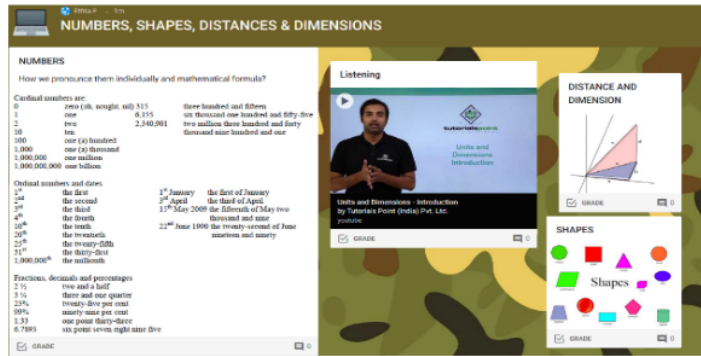 Fitfita F 1m
NUMBERS, SHAPES, DISTANCES & DIMENSIONS
NUMBERS
How we pronounce them individually and mathematical formula?
Cardinal numbers are:
0 zero (oh, nought, nil) 315 three hundred and fifteen
1 one 6,155 six thousand one hundred and fifty-five
2 two 2,340,901 two million three hundred and forty
10 ten thousand nine hundred and one
100 one (a) hundred
1,000 one (a) thousand
1,000,000 one million
1,000,000,000 one billion
Ordinal numbers and dates
1st the first 1st January the first of January
2nd the second 3rd April the third of April
3rd the third 15th May 2009 the fifteenth of May two
4th the fourth thousand and nine
10th the tenth 22nd June 1990 the twenty-second of June
20th the twentieth nineteen and ninety
25th the twenty-fifth
31st the thirty-first
1,000,000th the millionth
Fractions, decimals and percentages
2 ½ two and a half
3 ¼ three and one quarter
25% twenty-five per cent
99% ninety-nine per cent
1.33 one point thirty-three
6.7895 six point seven eight nine five
GRADE 0
Listening
tutorialspoint
Units and
Dimensions
Introduction
Units and Dimensions - Introduction
by Tutorials Point (India) Pvt. Ltd.
youtube
GRADE 0
DISTANCE AND
DIMENSION
GRADE 0
SHAPES
Shapes
GRADE 0